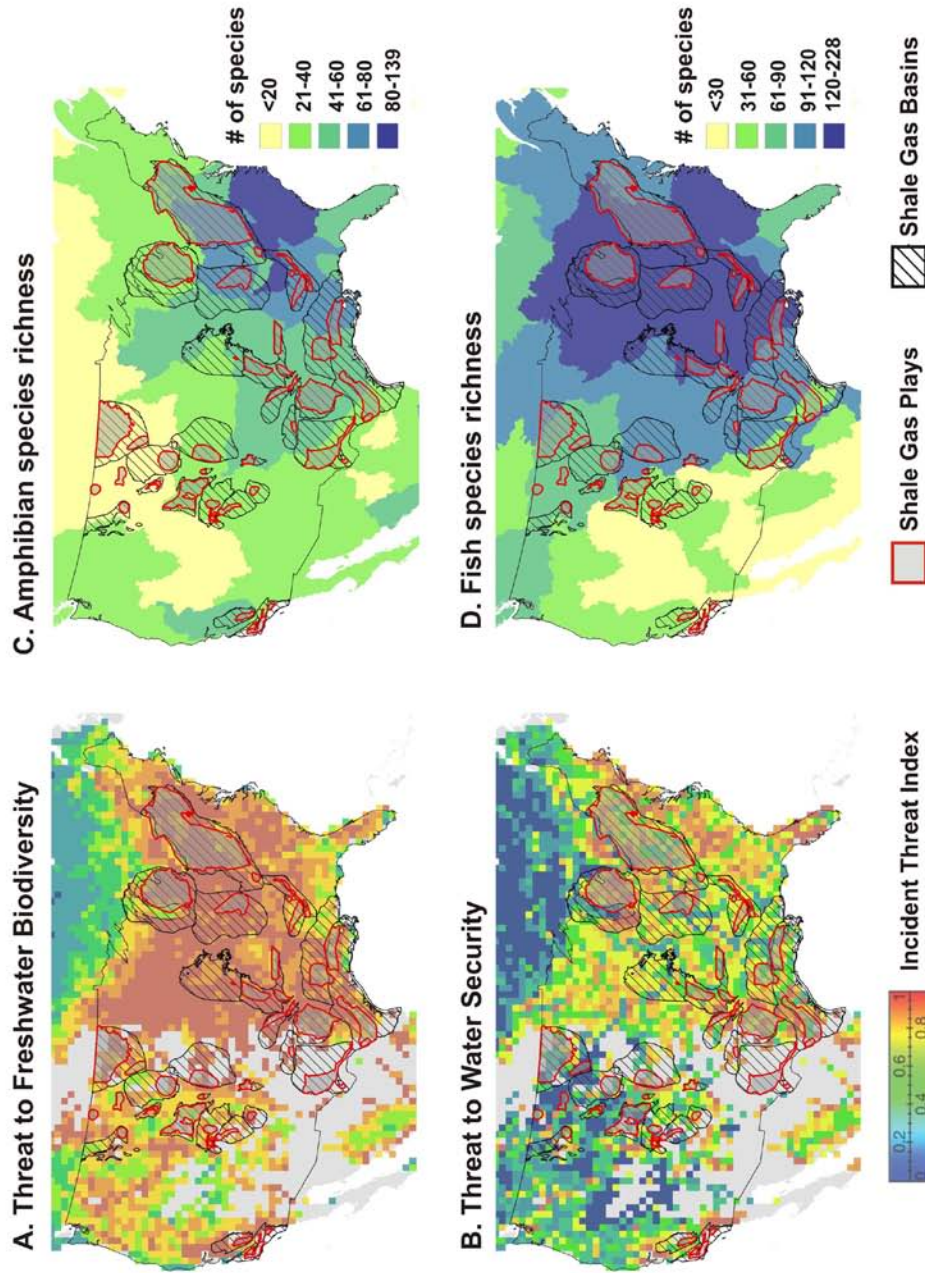 A. Threat to Freshwater Biodiversity
B. Threat to Water Security
Incident Threat Index
0 0.2 0.4 0.6 0.8 1
C. Amphibian species richness
# of species
<20
21-40
41-60
61-80
80-139
D. Fish species richness
# of species
<30
31-60
61-90
91-120
120-228
Shale Gas Plays
Shale Gas Basins